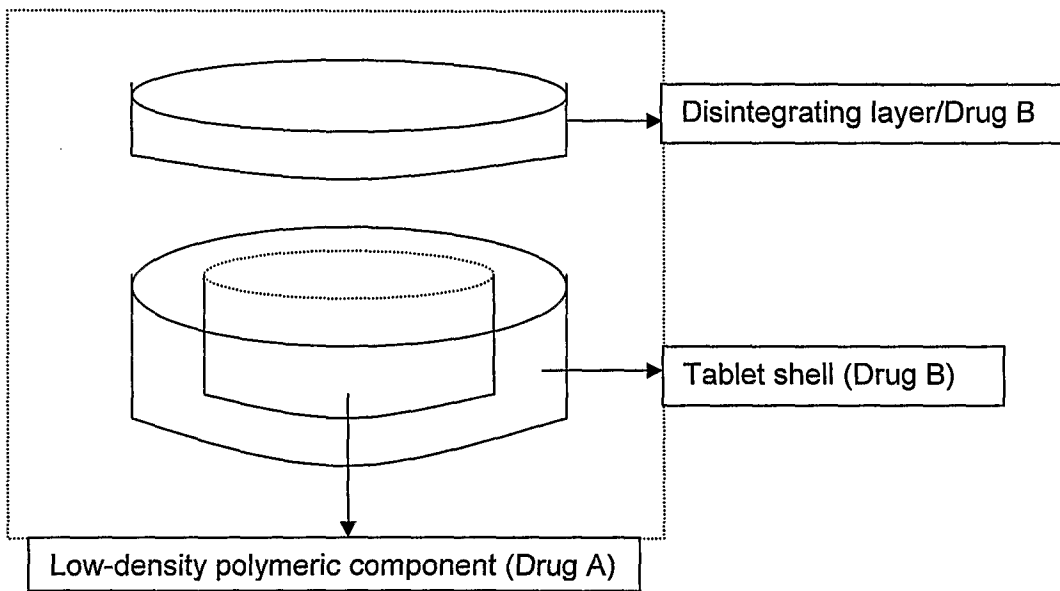 Disintegrating layer/Drug B
Tablet shell (Drug B)
Low-density polymeric component (Drug A)